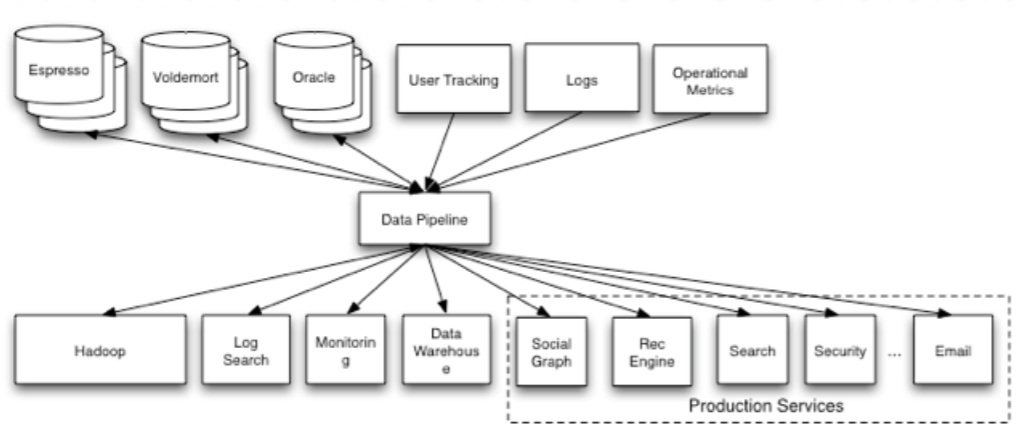 Espresso
Voldemort
Oracle
User Tracking
Logs
Operational
Metrics
Data Pipeline
Hadoop
Log
Search
Monitorin
g
Data
Warehous
e
Social
Graph
Rec
Engine
Search
Security
...
Email
Production Services